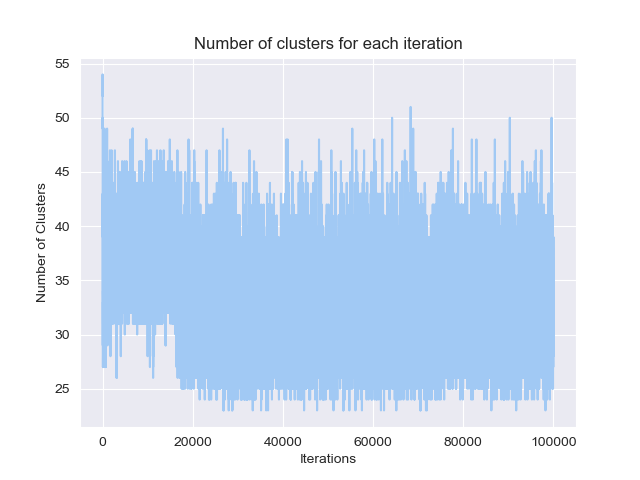 Number of clusters for each iteration
55
50
45
40
35
30
25
Number of Clusters
0 20000 40000 60000 80000 100000
Iterations